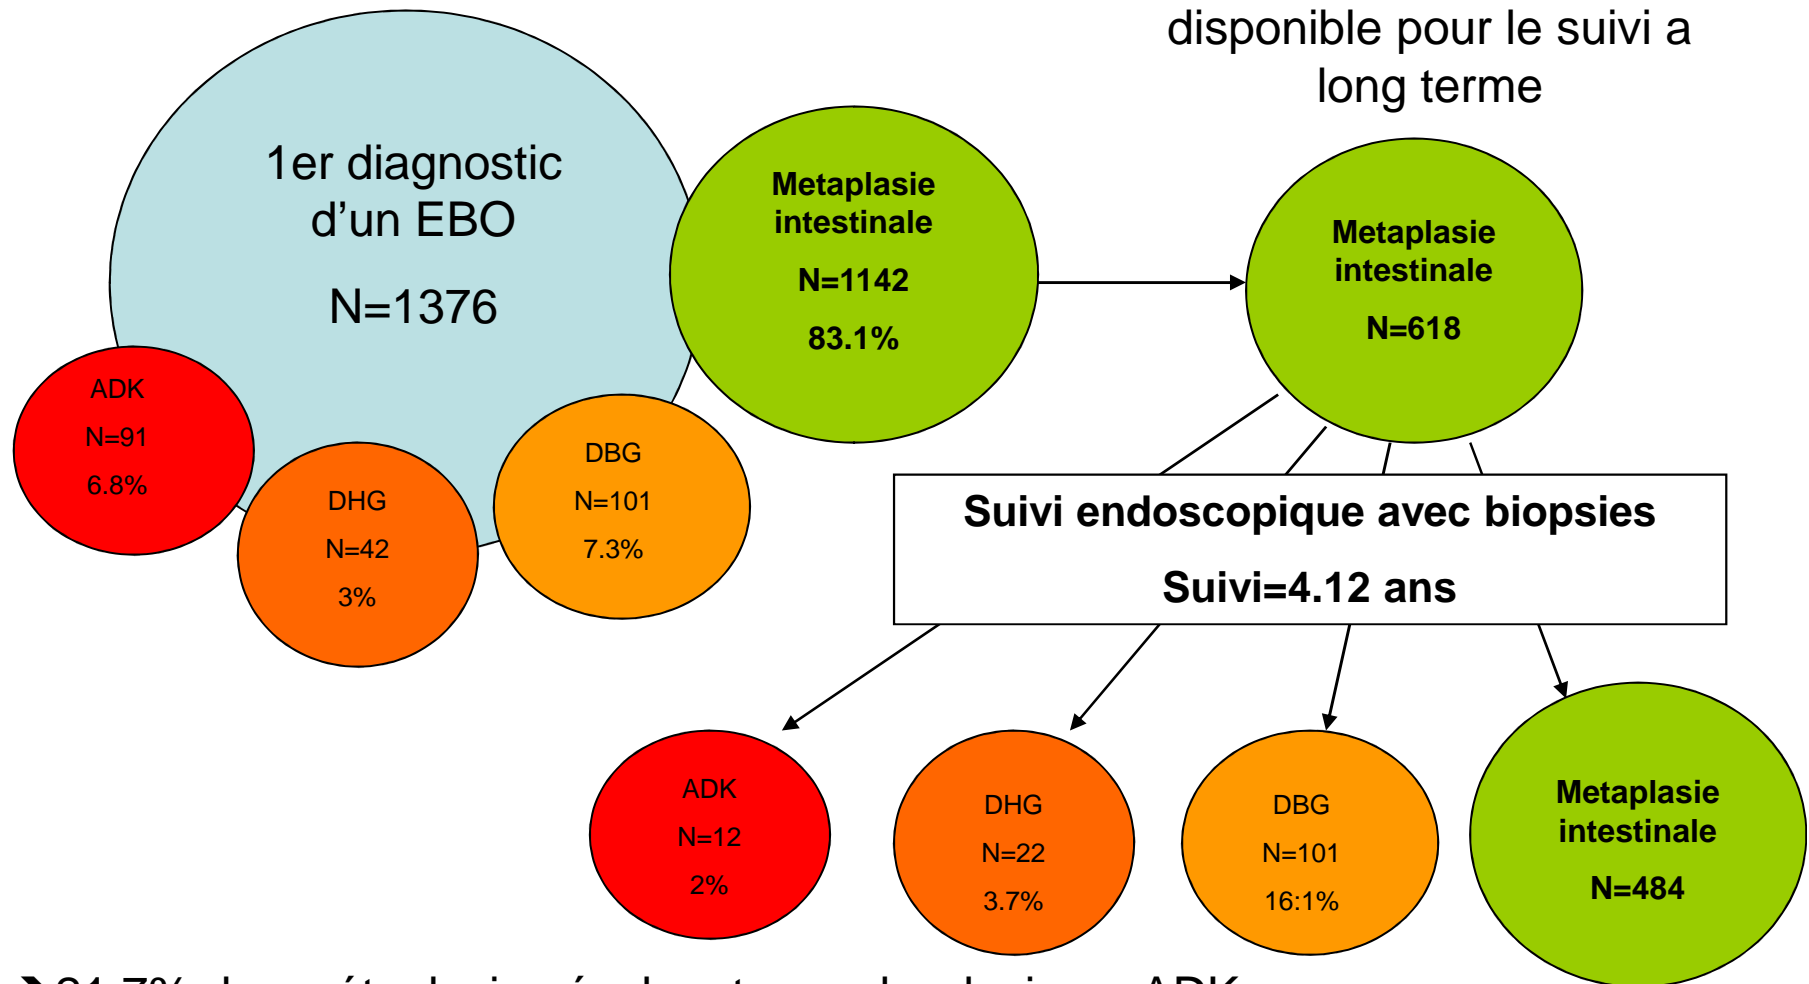 disponible pour le suivi a
long terme
1er diagnostic
d'un EBO
N=1376
Metaplasie
intestinale
N=1142
83.1%
Metaplasie
intestinale
N=618
ADK
N=91
6.8%
DHG
N=42
3%
DBG
N=101
7.3%
Suivi endoscopique avec biopsies
Suivi=4.12 ans
ADK
N=12
2%
DHG
N=22
3.7%
DBG
N=101
16:1%
Metaplasie
intestinale
N=484